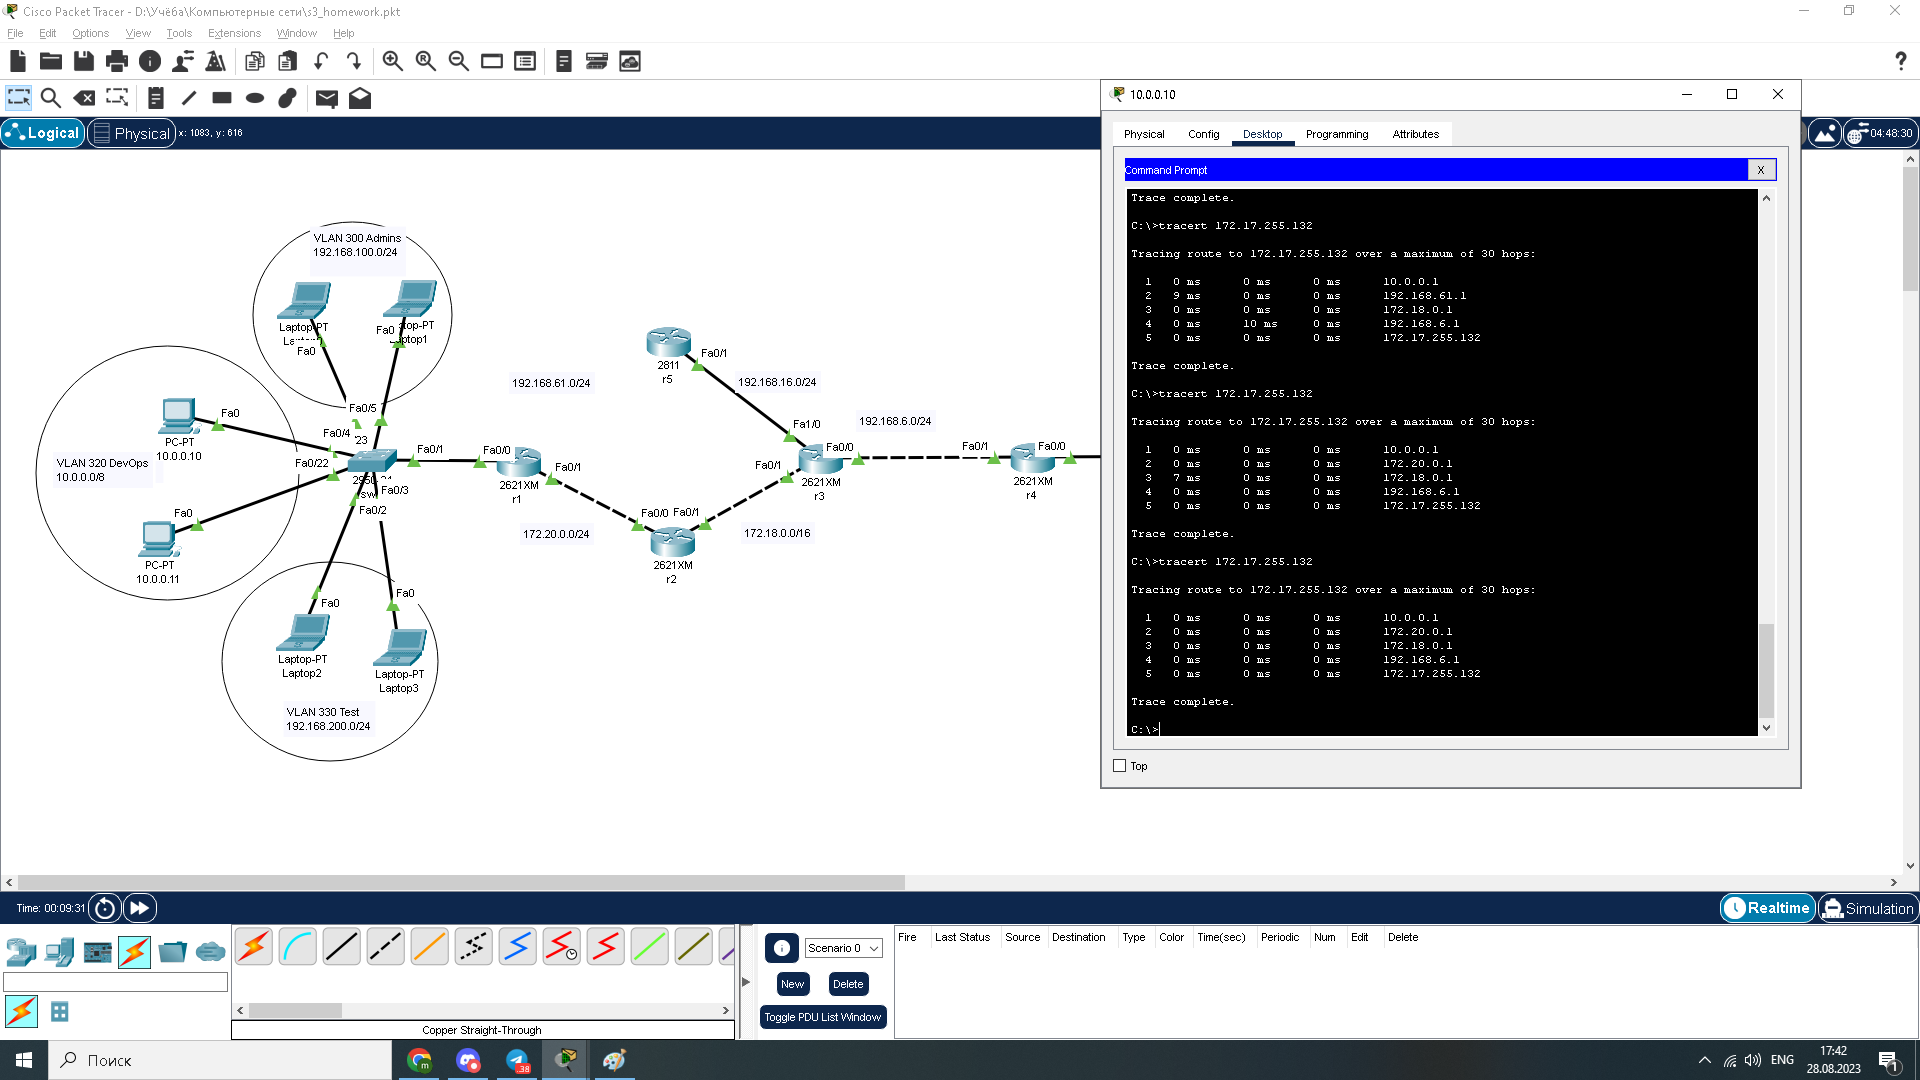 Cisco Packet Tracer - D:\Учёба\Компьютерные сети\s3_homework.pkt
File Edit Options View Tools Extensions Window Help
?
Logical Physical x: 1083, y: 616
04:48:30
VLAN 300 Admins
192.168.100.0/24
Laptop-PT
Fa0
Fa0
top-PT
ptop1
Fa0/5
23
Fa0/4
Fa0/22
Fa0/1
Fa0/3
Fa0/2
sw
Fa0
PC-PT
10.0.0.10
VLAN 320 DevOps
10.0.0.0/8
Fa0
PC-PT
10.0.0.11
Fa0
Fa0
Laptop-PT
Laptop2
Laptop-PT
Laptop3
VLAN 330 Test
192.168.200.0/24
192.168.61.0/24
Fa0/0
Fa0/1
2621XM
r1
172.20.0.0/24
Fa0/0 Fa0/1
2621XM
r2
172.18.0.0/16
2811
r5
Fa0/1
192.168.16.0/24
Fa1/0
Fa0/0
Fa0/1
2621XM
r3
192.168.6.0/24
Fa0/1
Fa0/0
2621XM
r4
10.0.0.10
Physical Config Desktop Programming Attributes
Command Prompt
X
Trace complete.
C:\>tracert 172.17.255.132
Tracing route to 172.17.255.132 over a maximum of 30 hops:
1 0 ms 0 ms 0 ms 10.0.0.1
2 9 ms 0 ms 0 ms 192.168.61.1
3 0 ms 0 ms 0 ms 172.18.0.1
4 0 ms 10 ms 0 ms 192.168.6.1
5 0 ms 0 ms 0 ms 172.17.255.132
Trace complete.
C:\>tracert 172.17.255.132
Tracing route to 172.17.255.132 over a maximum of 30 hops:
1 0 ms 0 ms 0 ms 10.0.0.1
2 0 ms 0 ms 0 ms 172.20.0.1
3 7 ms 0 ms 0 ms 172.18.0.1
4 0 ms 0 ms 0 ms 192.168.6.1
5 0 ms 0 ms 0 ms 172.17.255.132
Trace complete.
C:\>tracert 172.17.255.132
Tracing route to 172.17.255.132 over a maximum of 30 hops:
1 0 ms 0 ms 0 ms 10.0.0.1
2 0 ms 0 ms 0 ms 172.20.0.1
3 0 ms 0 ms 0 ms 172.18.0.1
4 0 ms 0 ms 0 ms 192.168.6.1
5 0 ms 0 ms 0 ms 172.17.255.132
Trace complete.
C:\>
Top
Time: 00:09:31
Realtime Simulation
Copper Straight-Through
Scenario 0
New Delete
Toggle PDU List Window
Fire Last Status Source Destination Type Color Time(sec) Periodic Num Edit Delete
Поиск
38
ENG
17:42
28.08.2023
1